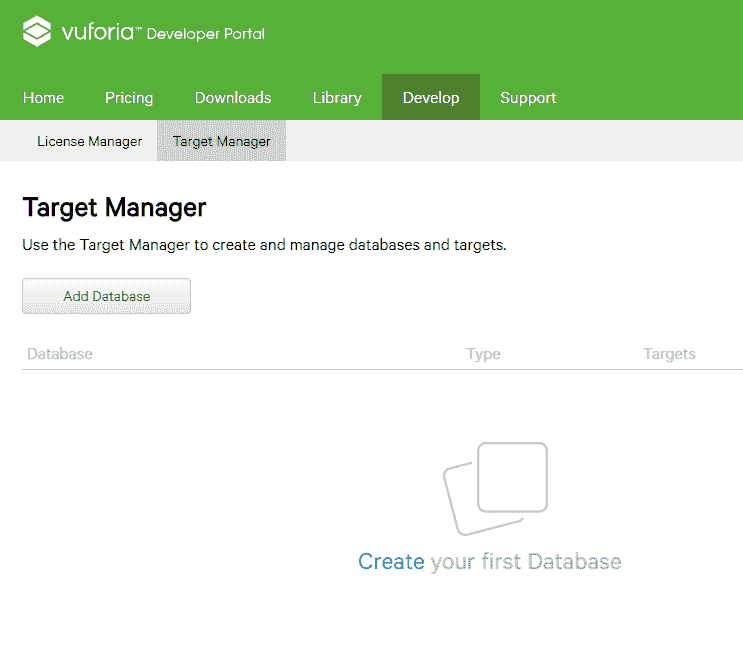 vuforia™ Developer Portal
Home Pricing Downloads Library Develop Support
License Manager Target Manager
Target Manager
Use the Target Manager to create and manage databases and targets.
Add Database
Database Type Targets
Create your first Database